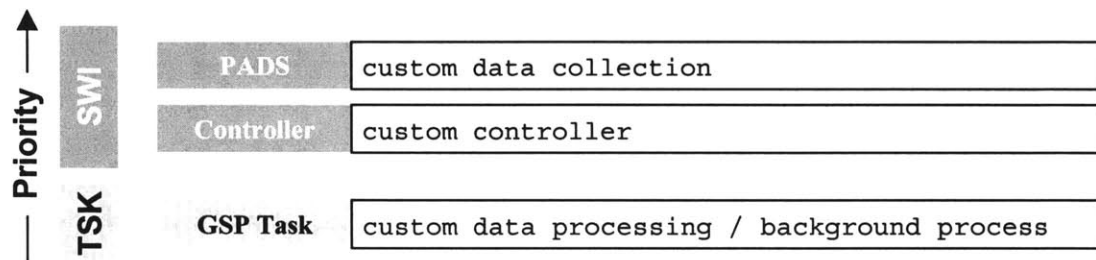 Priority
SWI
PADS custom data collection
Controller custom controller
TSK
GSP Task custom data processing / background process